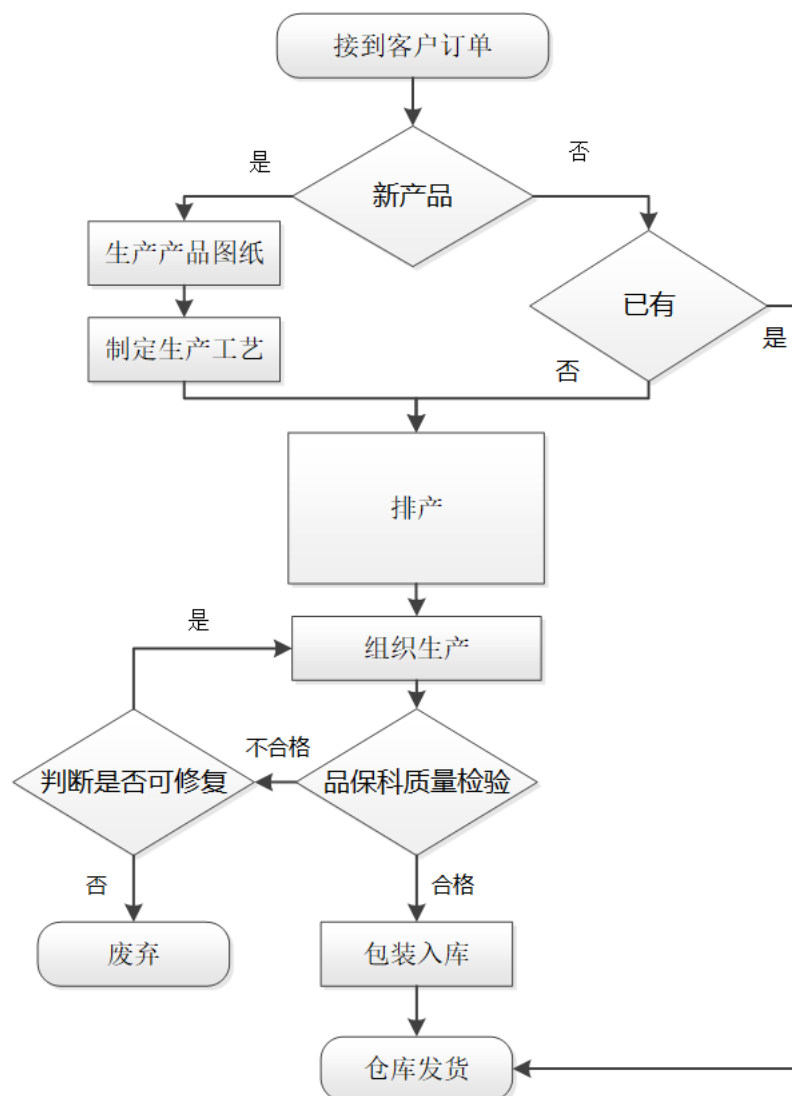 接到客户订单
是
否
新产品
生产产品图纸
已有
是
制定生产工艺
否
排产
是
组织生产
不合格
判断是否可修复
品保科质量检验
否
合格
废弃
包装入库
仓库发货